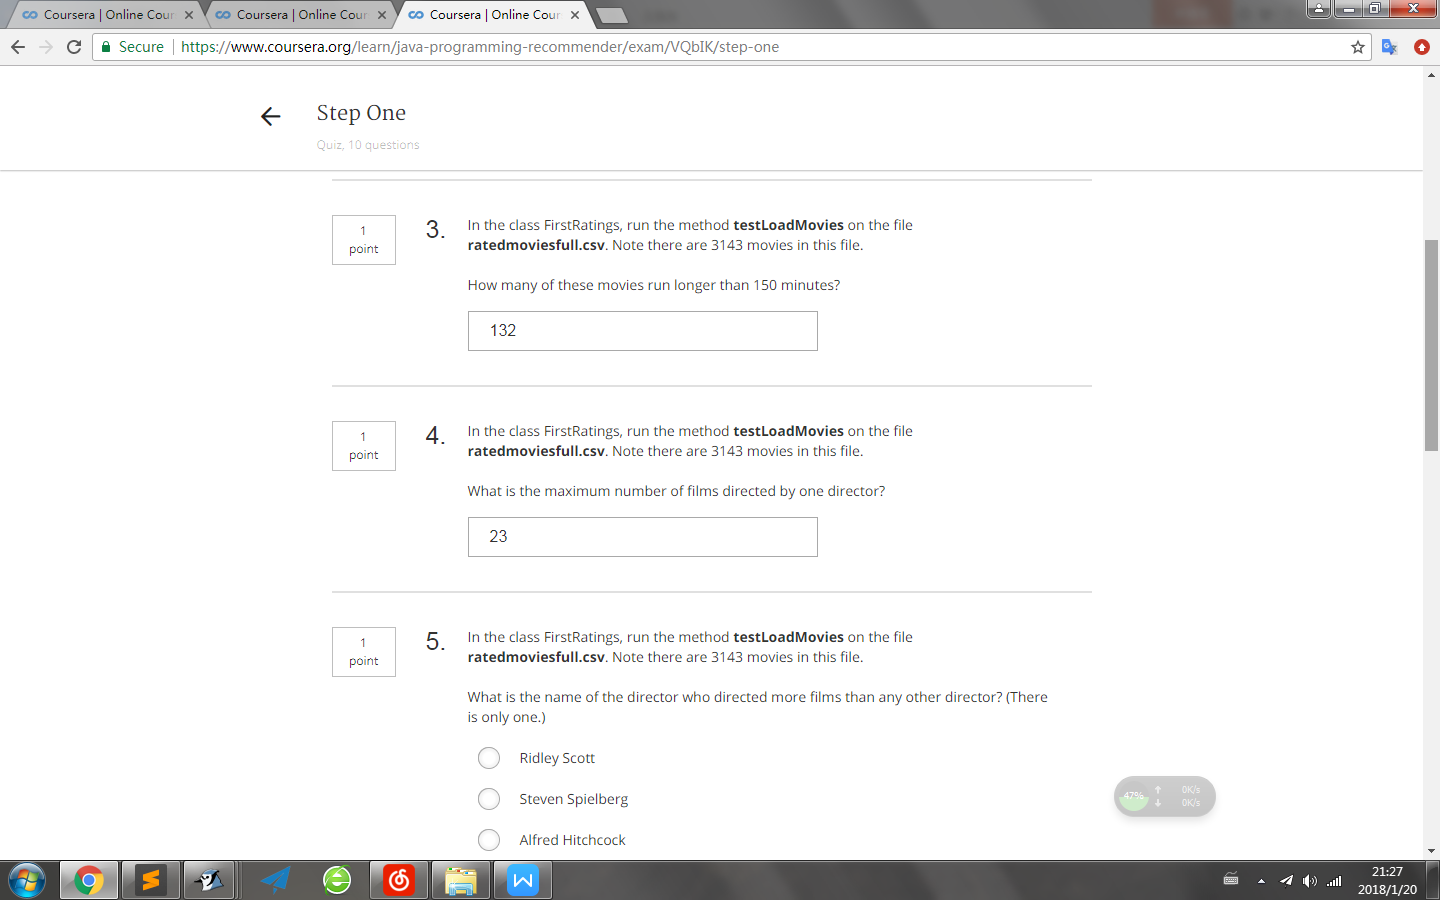 Coursera | Online Cour
Coursera | Online Cour
Coursera | Online Cour
Secure
https://www.coursera.org/learn/java-programming-recommender/exam/VQbIK/step-one
Step One
Quiz, 10 questions
1
point
3.
In the class FirstRatings, run the method testLoadMovies on the file
ratedmoviesfull.csv. Note there are 3143 movies in this file.
How many of these movies run longer than 150 minutes?
132
1
point
4.
In the class FirstRatings, run the method testLoadMovies on the file
ratedmoviesfull.csv. Note there are 3143 movies in this file.
What is the maximum number of films directed by one director?
23
1
point
5.
In the class FirstRatings, run the method testLoadMovies on the file
ratedmoviesfull.csv. Note there are 3143 movies in this file.
What is the name of the director who directed more films than any other director? (There
is only one.)
Ridley Scott
Steven Spielberg
Alfred Hitchcock
47%
0K/s
0K/s
21:27
2018/1/20